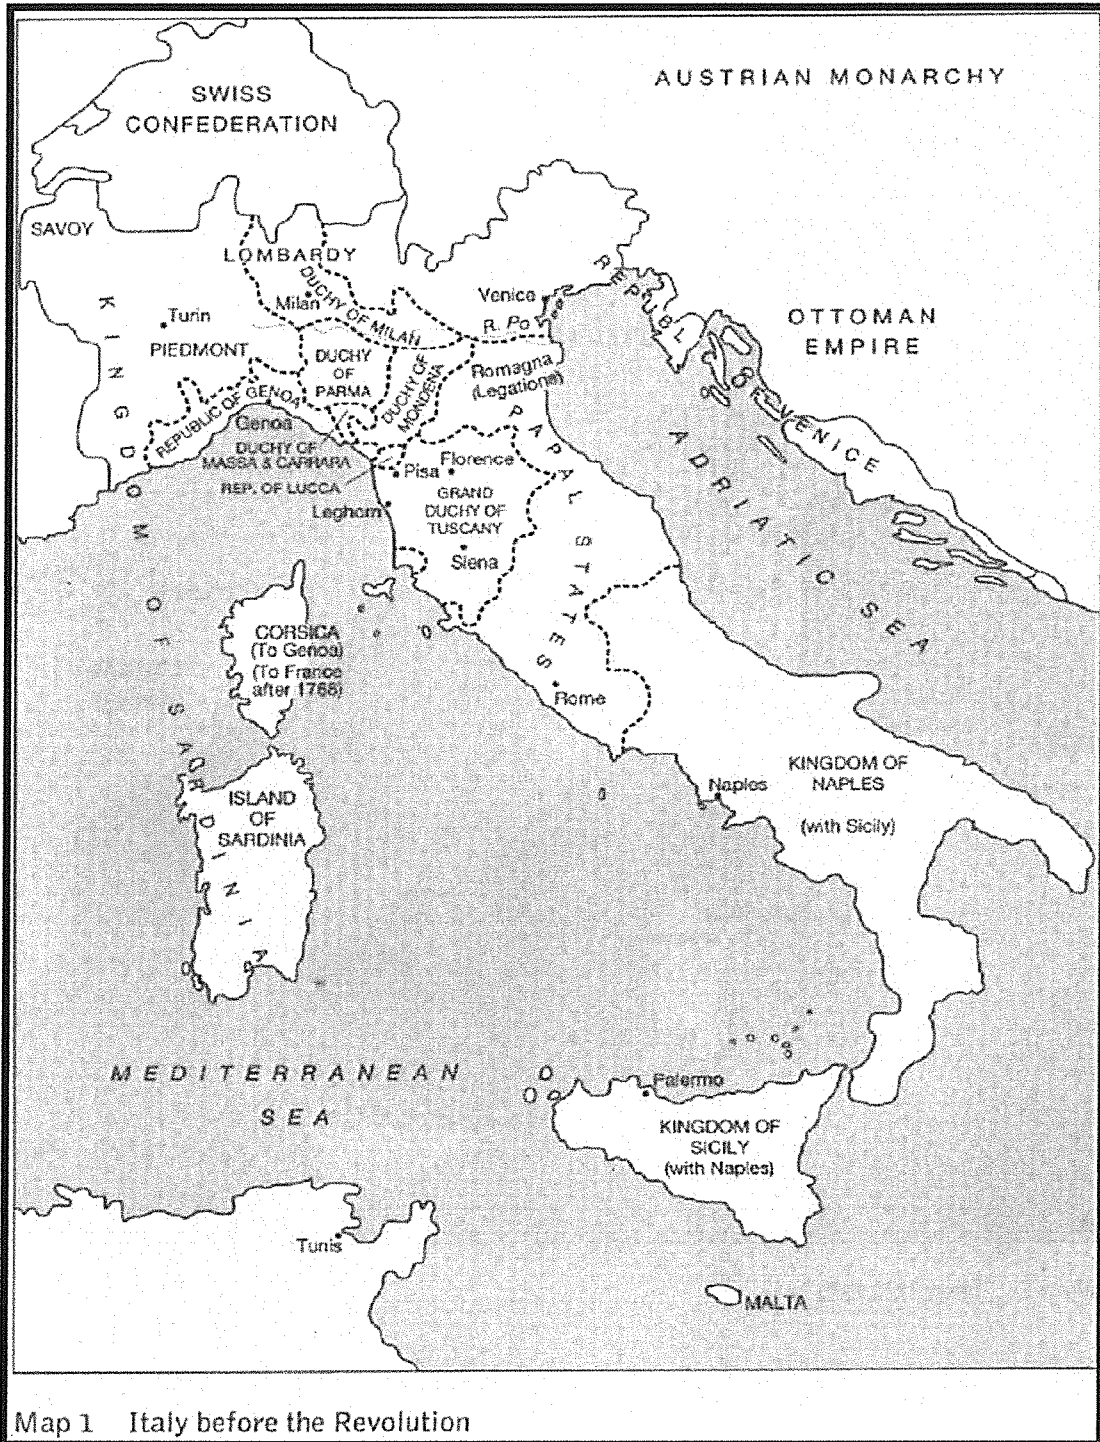 SWISS
CONFEDERATION
AUSTRIAN MONARCHY
SAVOY
LOMBARDY
DUCHY OF MILAN
Milan
Venice
R. Po
REPUBLIC OF VENICE
OTTOMAN
EMPIRE
Turin
PIEDMONT
DUCHY
OF
PARMA
DUCHY OF
MONDENA
Romagna
(Legations)
REPUBLIC OF GENOA
Genoa
DUCHY OF
MASSA & CARRARA
REP. OF LUCCA
Pisa
Florence
Leghorn
GRAND
DUCHY OF
TUSCANY
Siena
PAPAL STATES
ADRIATIC SEA
KINGDOM OF SARDINIA
CORSICA
(To Genoa)
(To France
after 1768)
Rome
ISLAND
OF
SARDINIA
Naples
KINGDOM OF
NAPLES
(with Sicily)
MEDITERRANEAN
SEA
Palermo
KINGDOM OF
SICILY
(with Naples)
Tunis
MALTA
Map 1 Italy before the Revolution